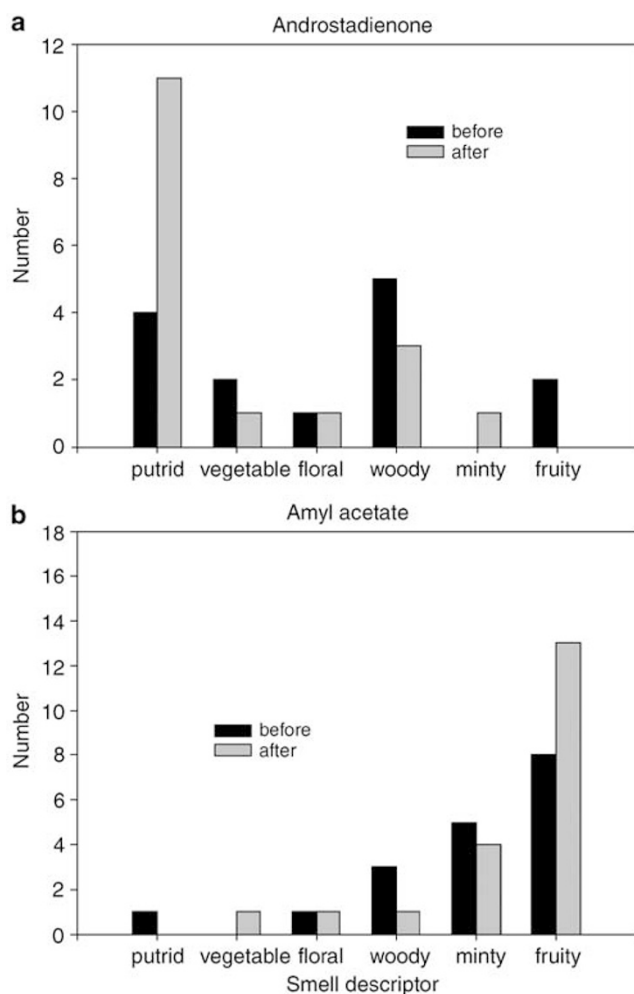 a
Androstadienone
12
10
8
6
4
2
0
Number
before
after
putrid vegetable floral woody minty fruity
b
Amyl acetate
18
16
14
12
10
8
6
4
2
0
Number
before
after
putrid vegetable floral woody minty fruity
Smell descriptor